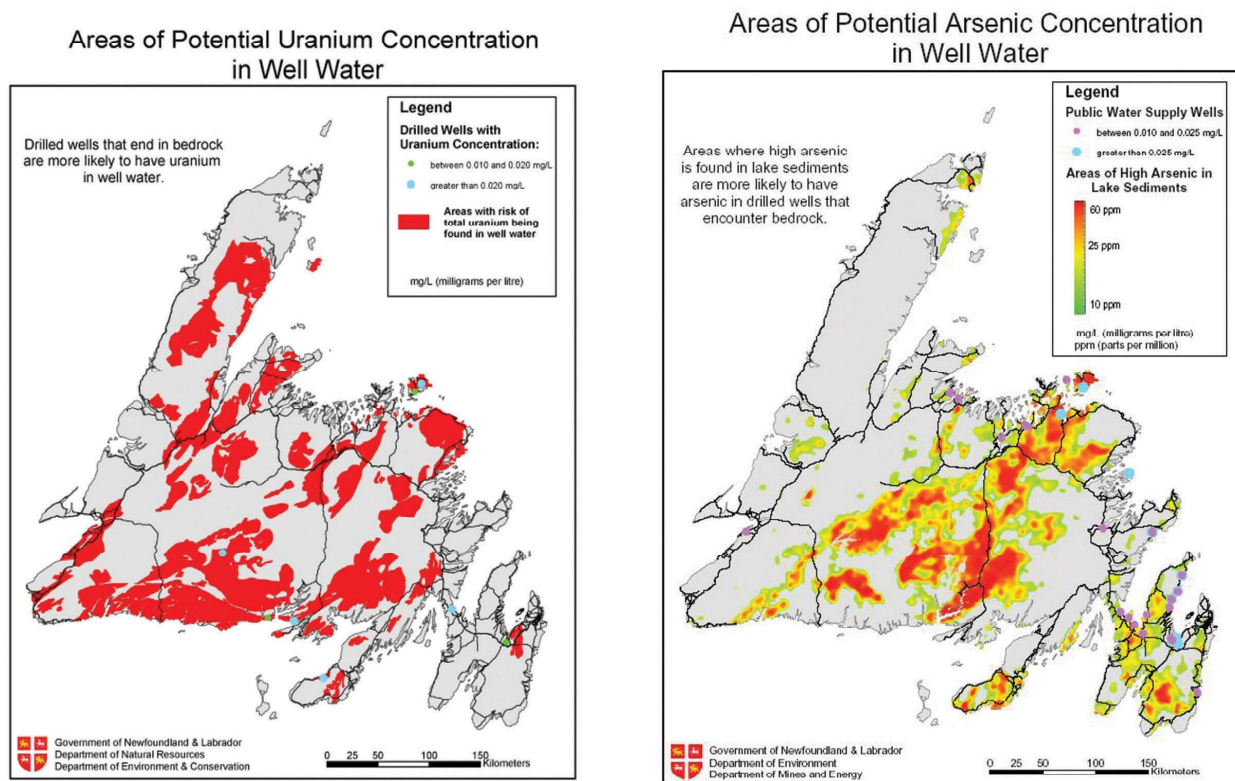 Areas of Potential Uranium Concentration
in Well Water
Drilled wells that end in bedrock
are more likely to have uranium
in well water.
Legend
Drilled Wells with
Uranium Concentration:
between 0.010 and 0.020 mg/L
greater than 0.020 mg/L
Areas with risk of
total uranium being
found in well water
mg/L (milligrams per litre)
Government of Newfoundland & Labrador
Department of Natural Resources
Department of Environment & Conservation
0 25 50 100 150
Kilometers
Areas of Potential Arsenic Concentration
in Well Water
Areas where high arsenic
is found in lake sediments
are more likely to have
arsenic in drilled wells that
encounter bedrock.
Legend
Public Water Supply Wells
between 0.010 and 0.025 mg/L
greater than 0.025 mg/L
Areas of High Arsenic in
Lake Sediments
60 ppm
25 ppm
10 ppm
mg/L (milligrams per litre)
ppm (parts per million)
Government of Newfoundland & Labrador
Department of Environment
Department of Mines and Energy
0 25 50 100 150
Kilometers